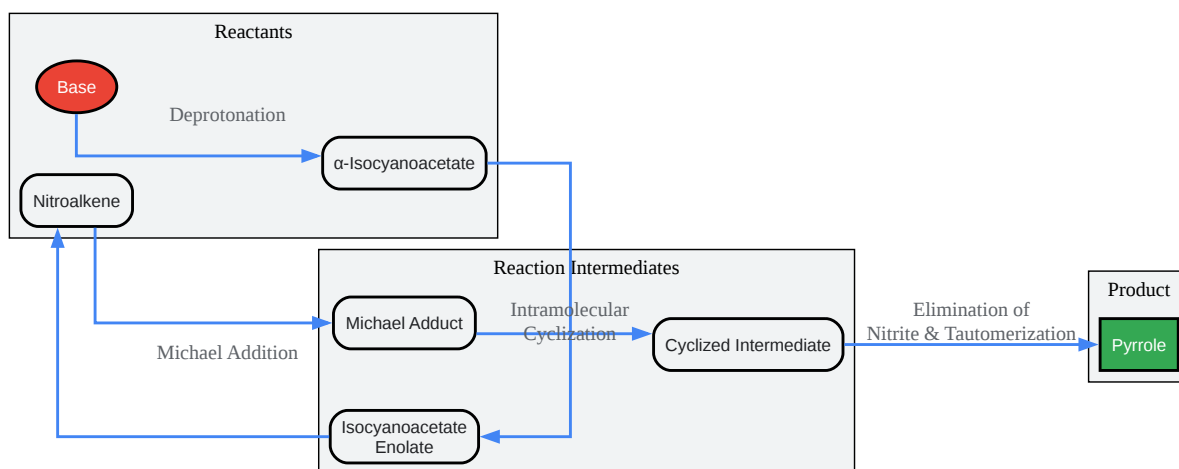 Reactants
Base
Deprotonation
α-Isocyanoacetate
Nitroalkene
Reaction Intermediates
Michael Adduct
Michael Addition
Intramolecular
Cyclization
Cyclized Intermediate
Isocyanoacetate
Enolate
Elimination of
Nitrite & Tautomerization
Product
Pyrrole